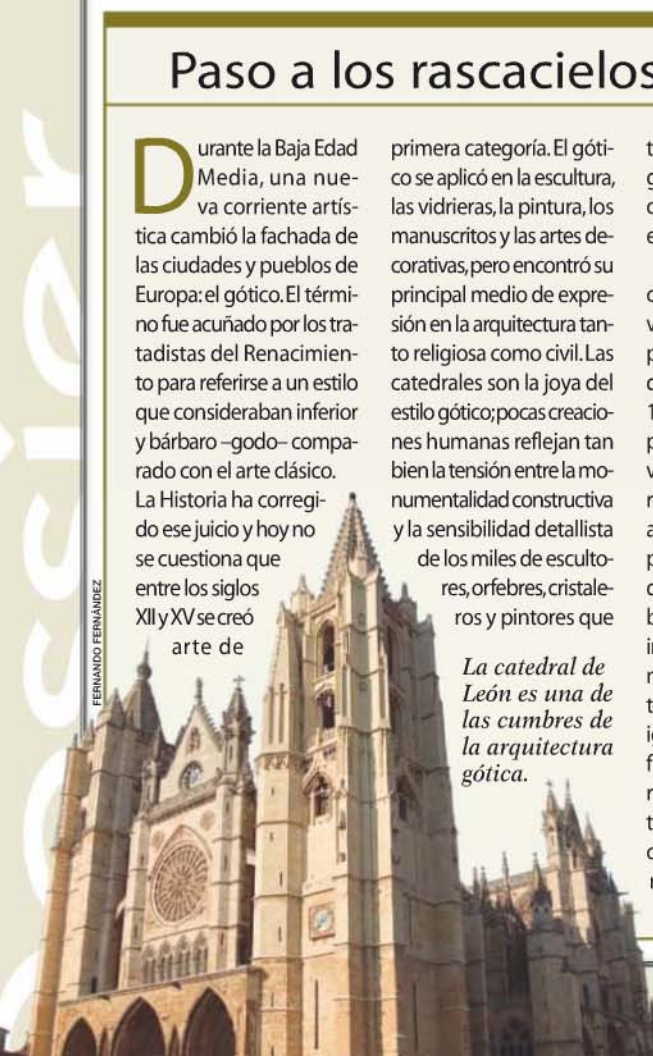 Paso a los rascacielos
Durante la Baja Edad
Media, una nue-
va corriente artís-
tica cambió la fachada de
las ciudades y pueblos de
Europa: el gótico. El térmi-
no fue acuñado por los tra-
tadistas del Renacimien-
to para referirse a un estilo
que consideraban inferior
y bárbaro –godo– compa-
rado con el arte clásico.
La Historia ha corregi-
do ese juicio y hoy no
se cuestiona que
entre los siglos
XII y XV se creó
arte de
primera categoría. El góti-
co se aplicó en la escultura,
las vidrieras, la pintura, los
manuscritos y las artes de-
corativas, pero encontró su
principal medio de expre-
sión en la arquitectura tan-
to religiosa como civil. Las
catedrales son la joya del
estilo gótico; pocas creacio-
nes humanas reflejan tan
bien la tensión entre la mo-
numentalidad constructiva
y la sensibilidad detallista
de los miles de esculto-
res, orfebres, cristale-
ros y pintores que
La catedral de
León es una de
las cumbres de
la arquitectura
gótica.
FERNANDO FERNÁNDEZ